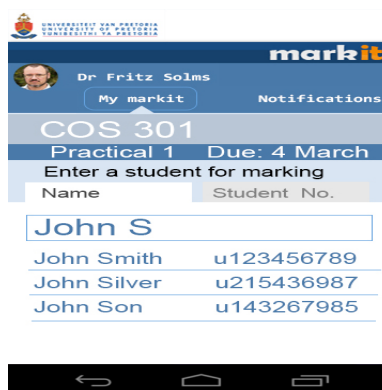 UNIVERSITEIT VAN PRETORIA
UNIVERSITY OF PRETORIA
YUNIBESITHI YA PRETORIA
markit
Dr Fritz Solms
My markit Notifications
COS 301
Practical 1 Due: 4 March
Enter a student for marking
Name Student No.
John S
John Smith u123456789
John Silver u215436987
John Son u143267985